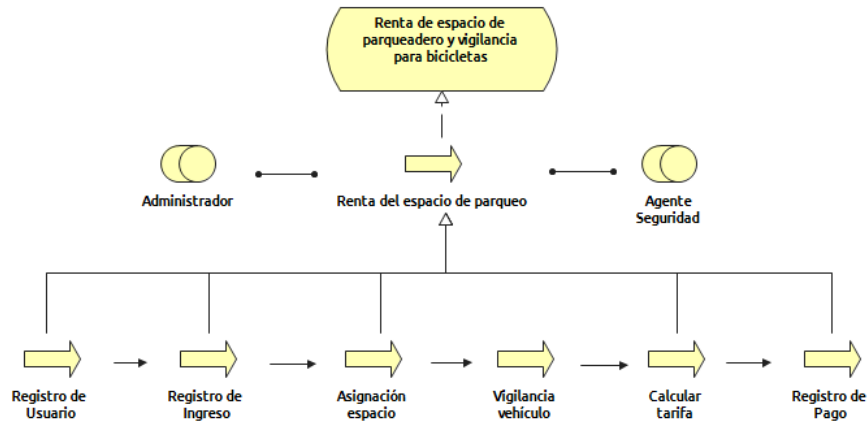 Renta de espacio de
parqueadero y vigilancia
para bicicletas
Administrador
Renta del espacio de parqueo
Agente
Seguridad
Registro de
Usuario
Registro de
Ingreso
Asignación
espacio
Vigilancia
vehículo
Calcular
tarifa
Registro de
Pago